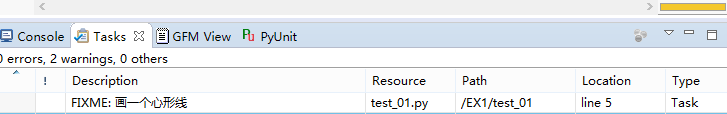 Console Tasks GFM View PyUnit
0 errors, 2 warnings, 0 others
! Description Resource Path Location Type
FIXME: 画一个心形线 test_01.py /EX1/test_01 line 5 Task